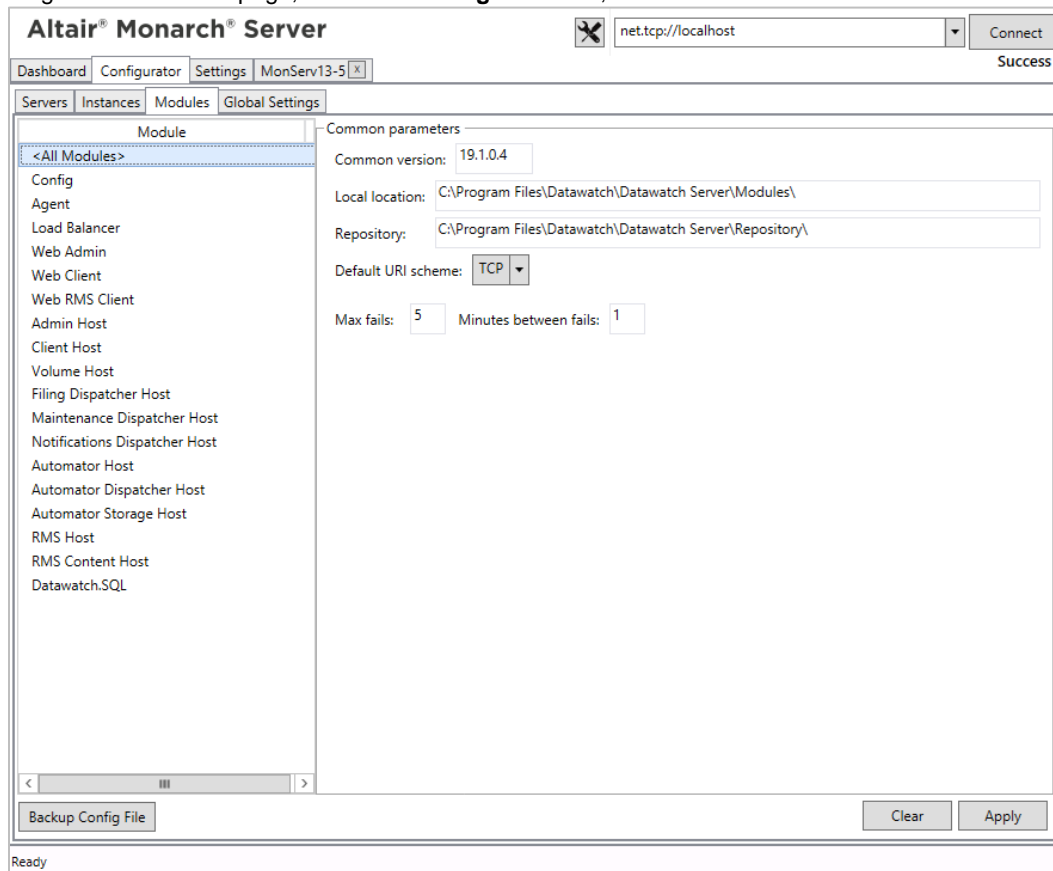 Altair® Monarch® Server
net.tcp://localhost
Connect
Success
Dashboard Configurator Settings MonServ13-5 x
Servers Instances Modules Global Settings
Module
<All Modules>
Config
Agent
Load Balancer
Web Admin
Web Client
Web RMS Client
Admin Host
Client Host
Volume Host
Filing Dispatcher Host
Maintenance Dispatcher Host
Notifications Dispatcher Host
Automator Host
Automator Dispatcher Host
Automator Storage Host
RMS Host
RMS Content Host
Datawatch.SQL
Common parameters
Common version: 19.1.0.4
Local location: C:\Program Files\Datawatch\Datawatch Server\Modules\
Repository: C:\Program Files\Datawatch\Datawatch Server\Repository\
Default URI scheme: TCP
Max fails: 5 Minutes between fails: 1
Backup Config File
Clear
Apply
Ready